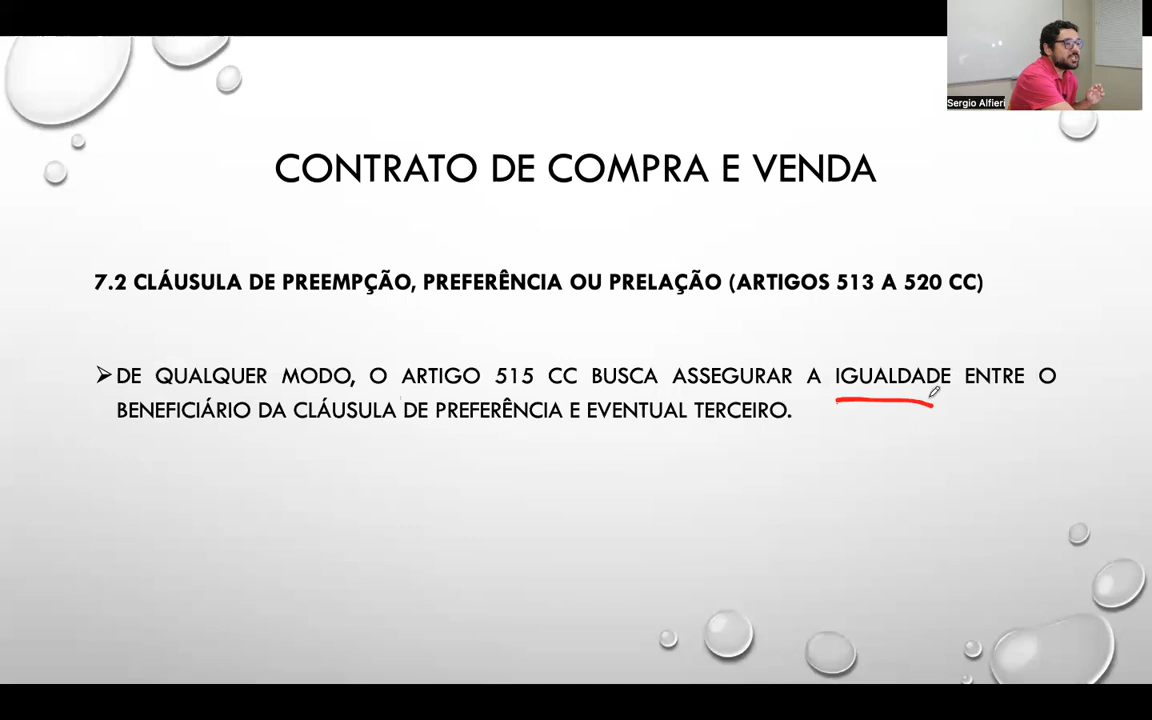 Sergio Alfieri
CONTRATO DE COMPRA E VENDA
7.2 CLÁUSULA DE PREEMPÇÃO, PREFERÊNCIA OU PRELAÇÃO (ARTIGOS 513 A 520 CC)
DE QUALQUER MODO, O ARTIGO 515 CC BUSCA ASSEGURAR A IGUALDADE ENTRE O
BENEFICIÁRIO DA CLÁUSULA DE PREFERÊNCIA E EVENTUAL TERCEIRO.